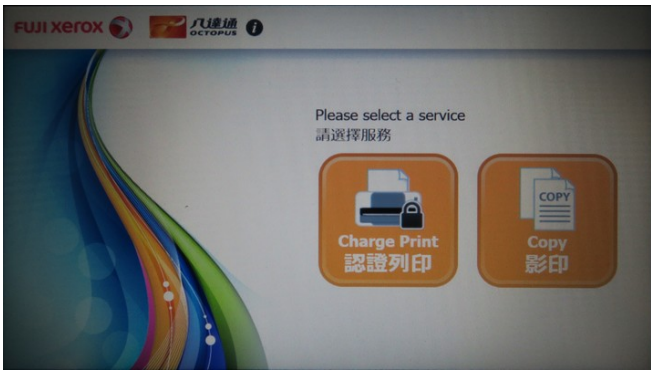 FUJI xerox
八達通
OCTOPUS
i
Please select a service
請選擇服務
Charge Print
認證列印
COPY
Copy
影印